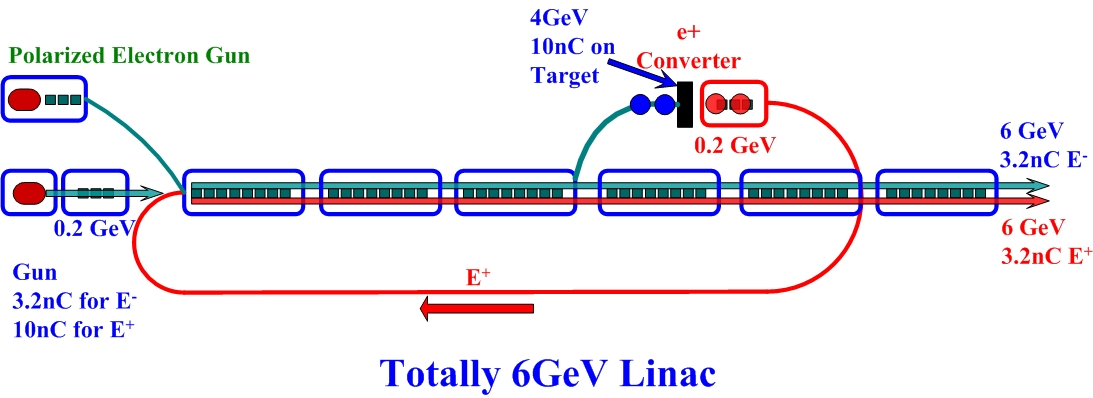 Polarized Electron Gun
4GeV
10nC on
Target
e+
Converter
0.2 GeV
6 GeV
3.2nC E-
0.2 GeV
6 GeV
3.2nC E+
Gun
3.2nC for E-
10nC for E+
E+
Totally 6GeV Linac